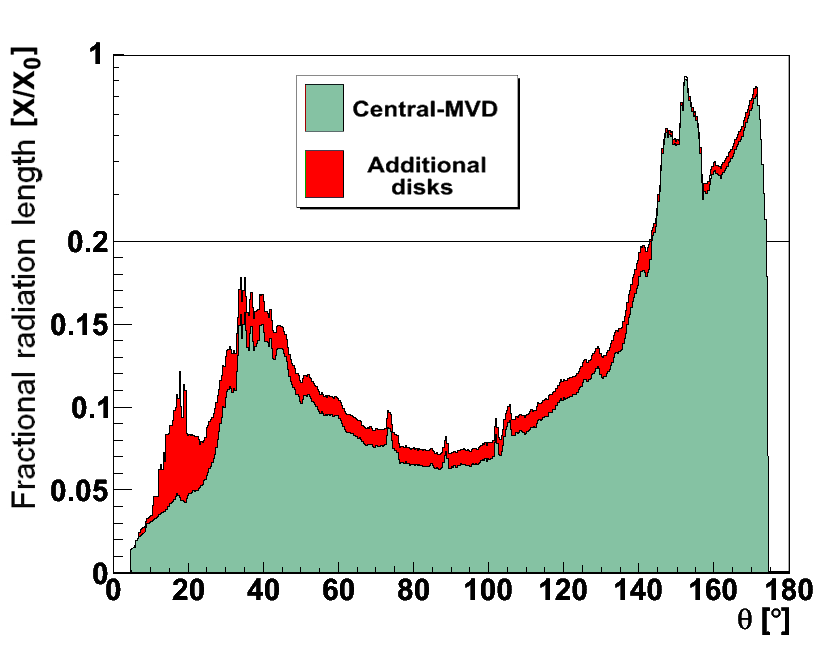 Fractional radiation length [X/X0]
1
0.2
0.15
0.1
0.05
0
Central-MVD
Additional
disks
0 20 40 60 80 100 120 140 160 180
θ [°]